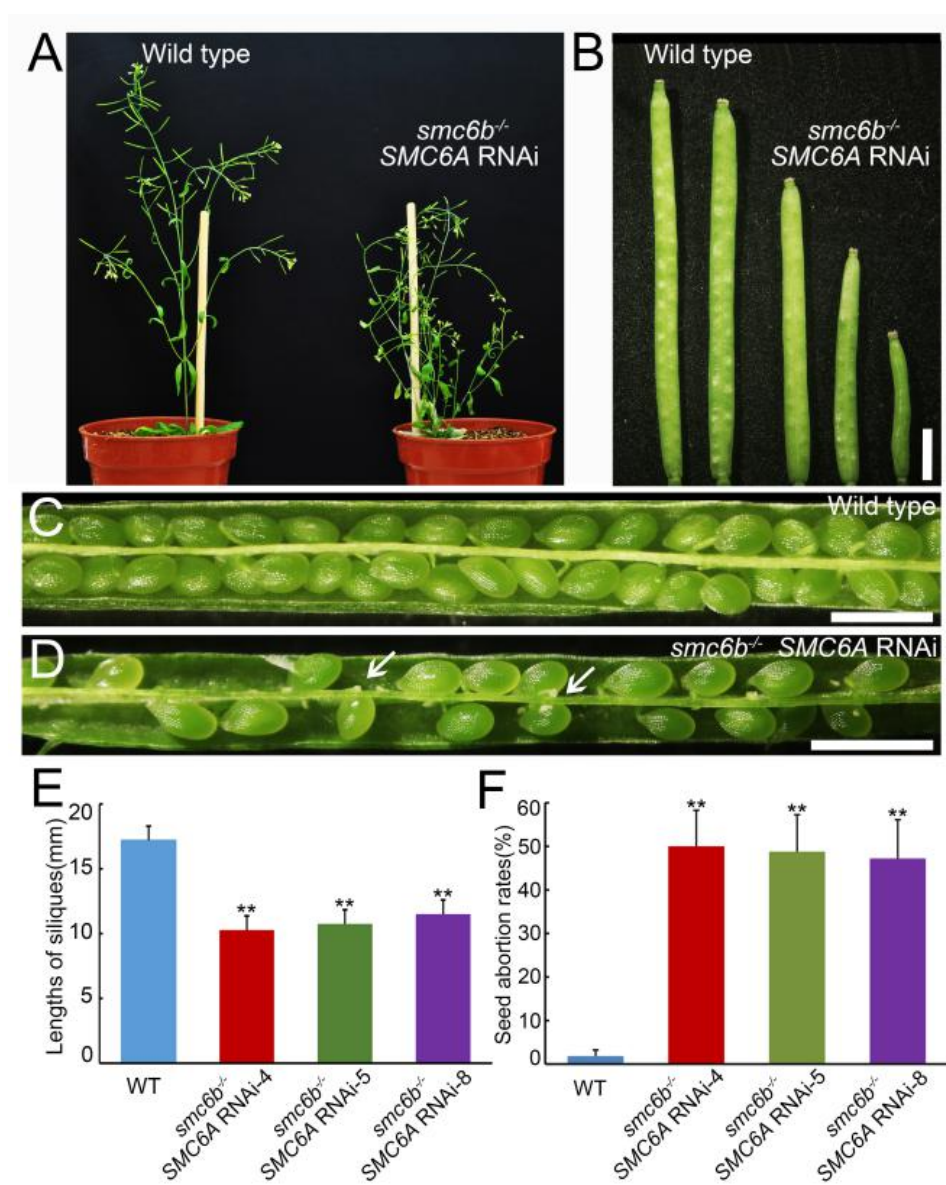 A
Wild type
smc6b-/-
SMC6A RNAi
B
Wild type
smc6b-/-
SMC6A RNAi
C
Wild type
D
smc6b-/- SMC6A RNAi
E
Lengths of siliques(mm)
20
15
10
5
0
**
**
**
WT
smc6b-/-
SMC6A RNAi-4
smc6b-/-
SMC6A RNAi-5
smc6b-/-
SMC6A RNAi-8
F
Seed abortion rates(%)
60
50
40
30
20
10
0
**
**
**
WT
smc6b-/-
SMC6A RNAi-4
smc6b-/-
SMC6A RNAi-5
smc6b-/-
SMC6A RNAi-8